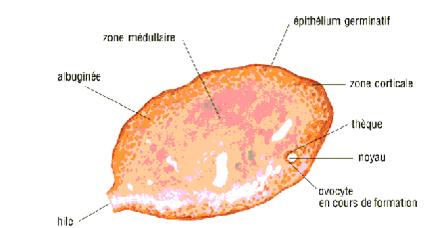 épithélium germinatif
zone médullaire
albuginée
zone corticale
thèque
noyau
ovocyte
en cours de formation
hile